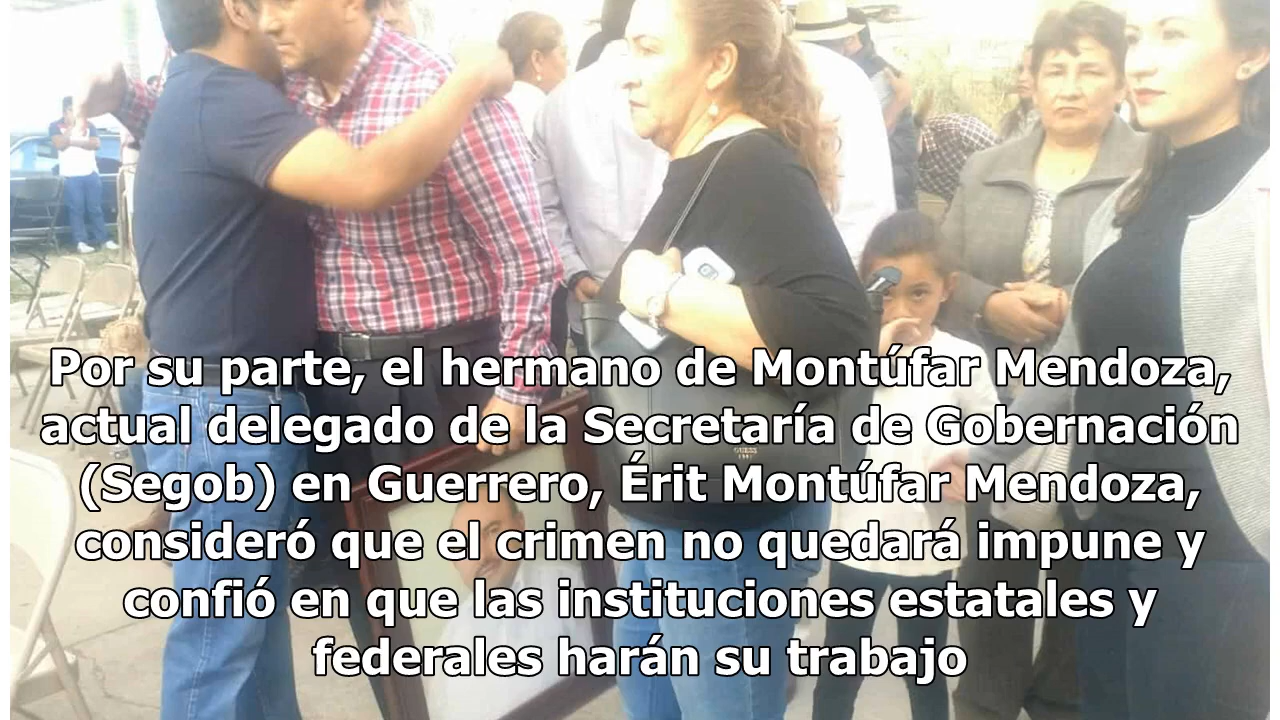 Por su parte, el hermano de Montúfar Mendoza,
actual delegado de la Secretaría de Gobernación
(Segob) en Guerrero, Érit Montúfar Mendoza,
consideró que el crimen no quedará impune y
confió en que las instituciones estatales y
federales harán su trabajo
GUESS